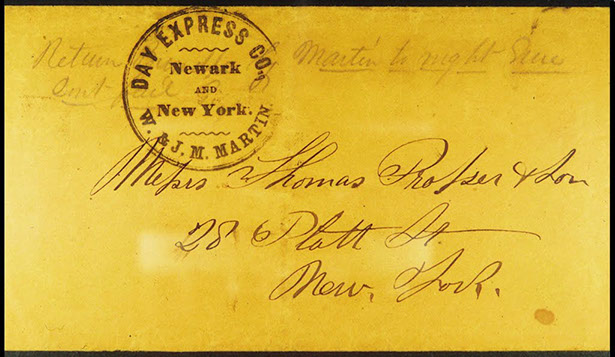 Return Martin to night
DAY EXPRESS CO.,
Newark
AND
New York.
W. & J. M. MARTIN.
Messrs Thomas Prosser & Son
28 Platt St.
New. York.